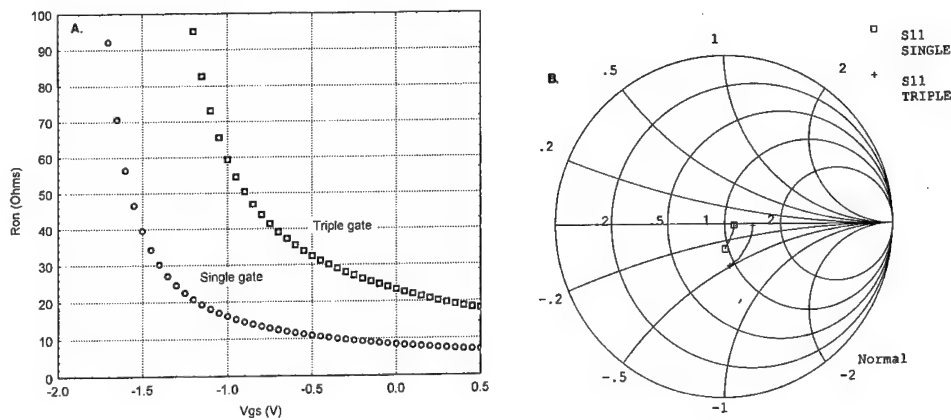 A.
100
90
80
70
60
50
40
30
20
10
0
Ron (Ohms)
Triple gate
Single gate
-2.0 -1.5 -1.0 -0.5 0.0 0.5
Vgs (V)
B.
S11
SINGLE
S11
TRIPLE
1
.5 2
.2
.2 .5 1 2
-.2
-.5 -2
-1
Normal